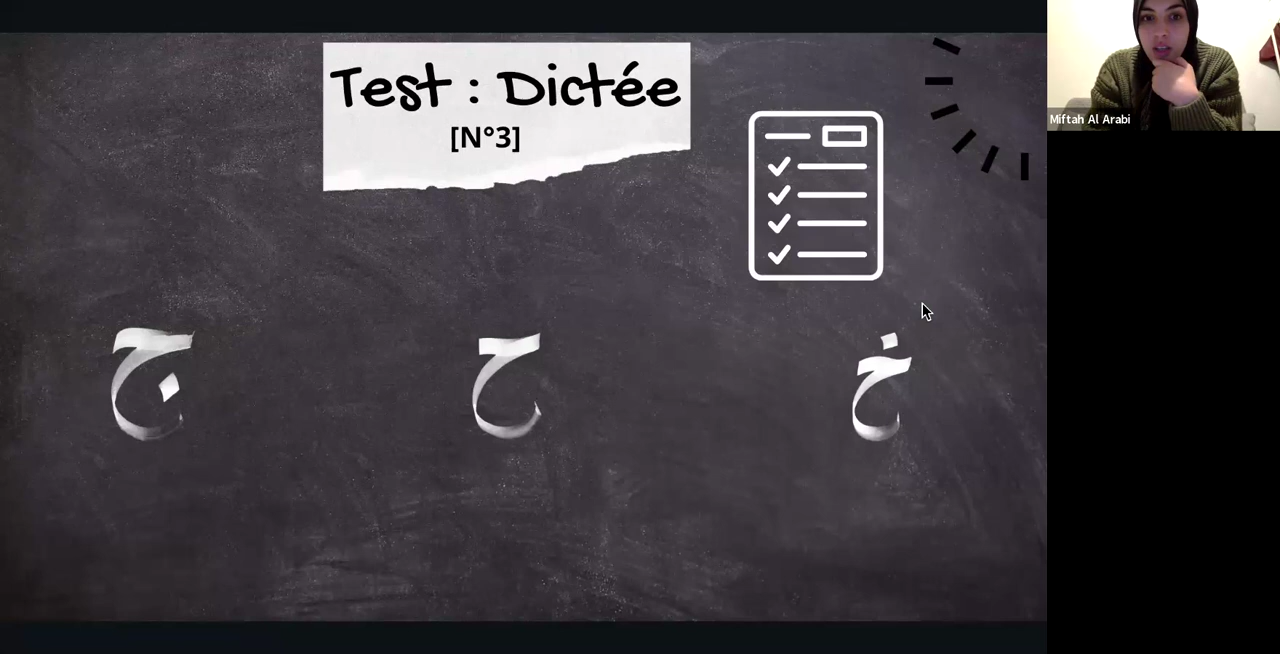 Test : Dictée
[N°3]
Miftah Al Arabi
خ ح ج